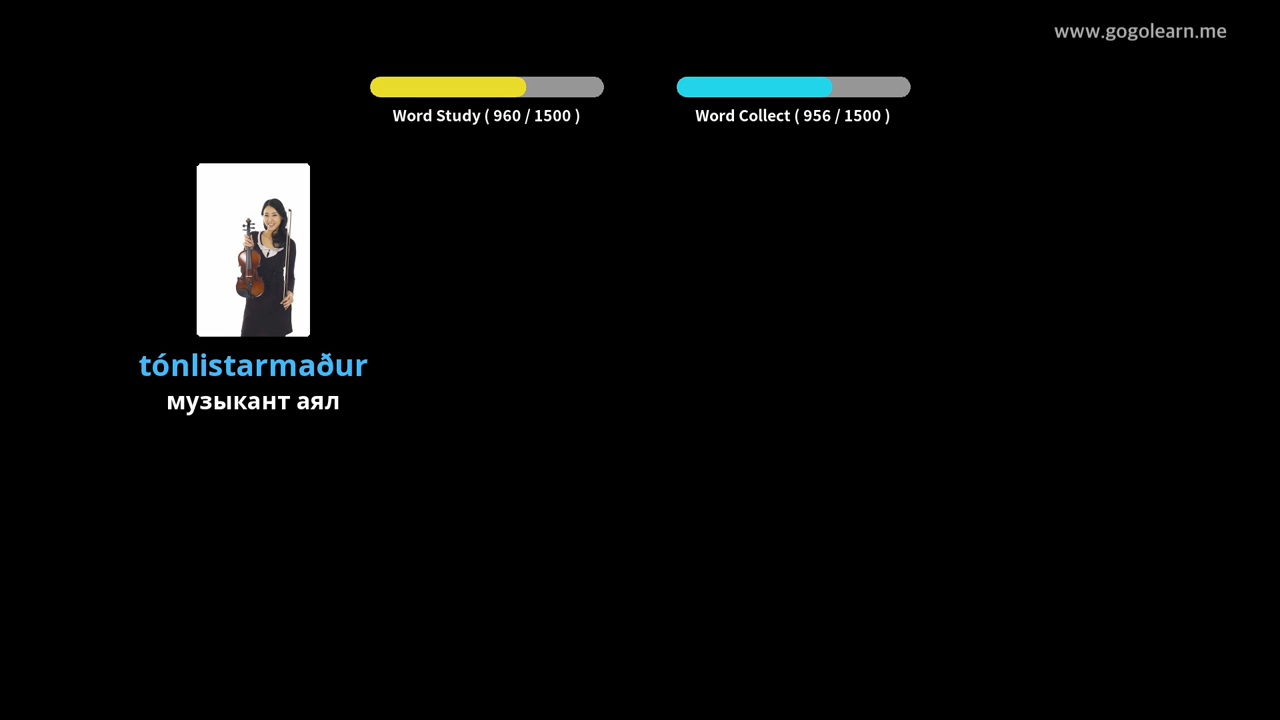 www.gogolearn.me
Word Study ( 960 / 1500 )
Word Collect ( 956 / 1500 )
tónlistarmaður
музыкант аял